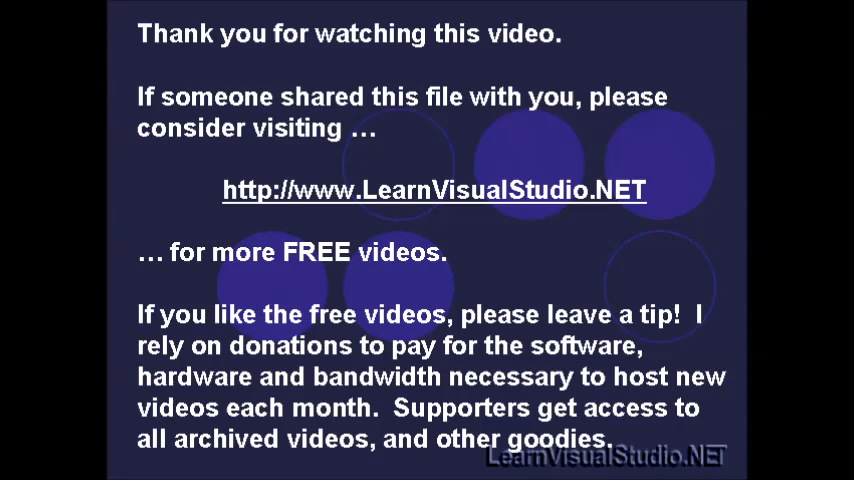 Thank you for watching this video.
If someone shared this file with you, please
consider visiting …
http://www.LearnVisualStudio.NET
… for more FREE videos.
If you like the free videos, please leave a tip!  I
rely on donations to pay for the software,
hardware and bandwidth necessary to host new
videos each month.  Supporters get access to
all archived videos, and other goodies.
LearnVisualStudio.NET